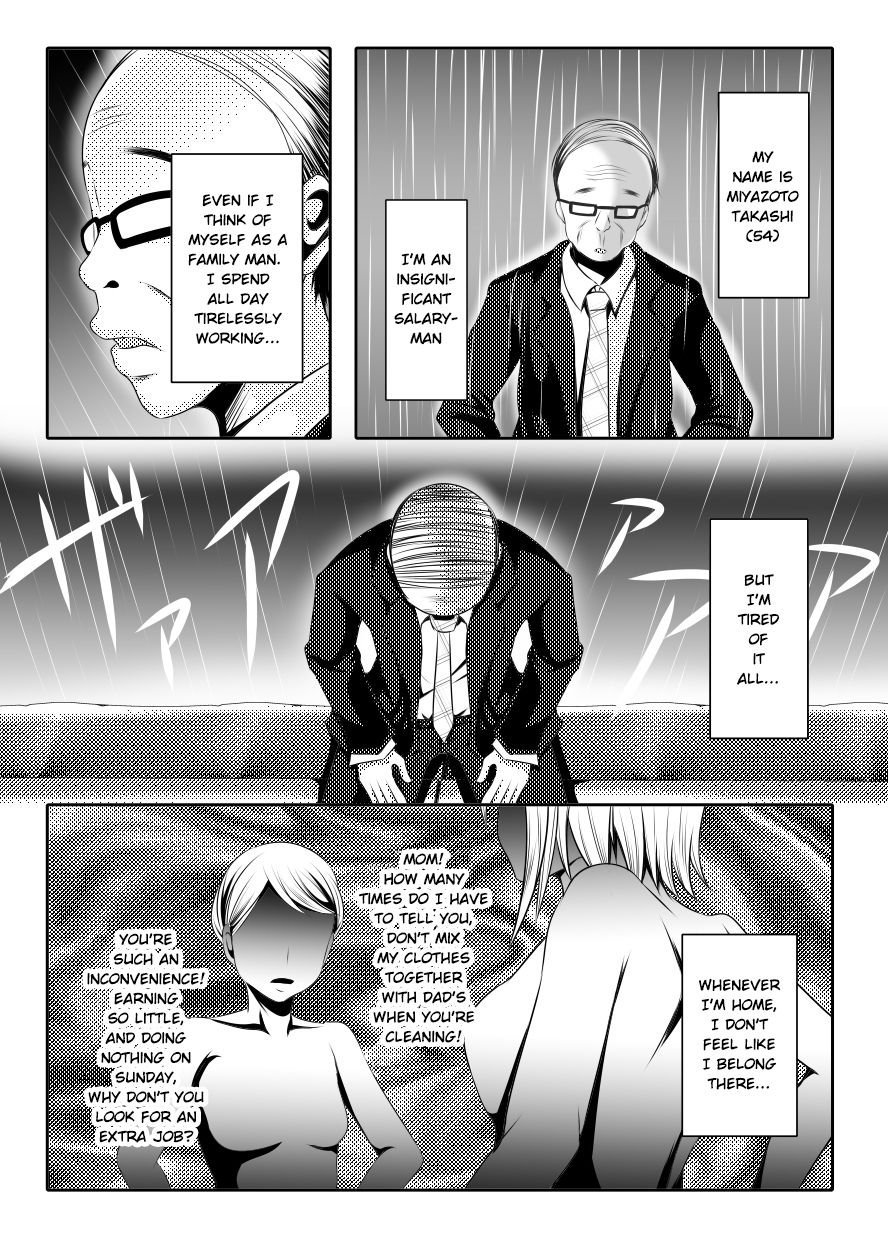 MY
NAME IS
MIYAZOTO
TAKASHI
(54)
I'M AN
INSIGNI-
FICANT
SALARY-
MAN
EVEN IF I
THINK OF
MYSELF AS A
FAMILY MAN.
I SPEND
ALL DAY
TIRELESSLY
WORKING...
ザアアアア
BUT
I'M
TIRED
OF
IT
ALL...
MOM!
HOW MANY
TIMES DO I HAVE
TO TELL YOU,
DON'T MIX
MY CLOTHES
TOGETHER
WITH DAD'S
WHEN YOU'RE
CLEANING!
YOU'RE
SUCH AN
INCONVENIENCE!
EARNING
SO LITTLE,
AND DOING
NOTHING ON
SUNDAY,
WHY DON'T YOU
LOOK FOR AN
EXTRA JOB?
WHENEVER
I'M HOME,
I DON'T
FEEL LIKE
I BELONG
THERE...